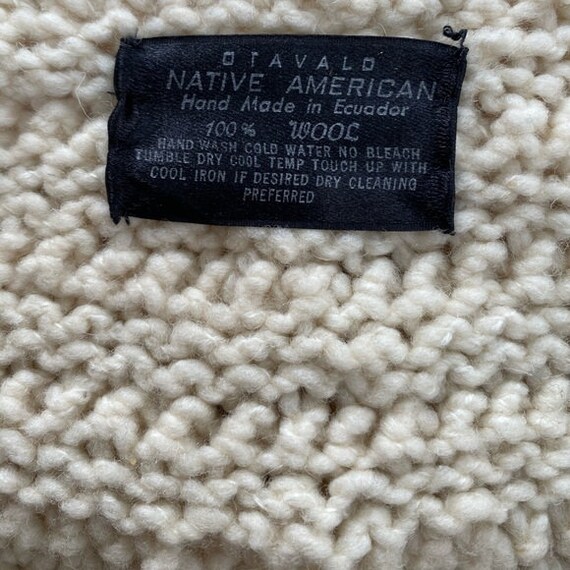 OTAVALO
NATIVE AMERICAN
Hand Made in Ecuador
100% WOOL
HAND WASH COLD WATER NO BLEACH
TUMBLE DRY COOL TEMP TOUCH UP WITH
COOL IRON IF DESIRED DRY CLEANING
PREFERRED